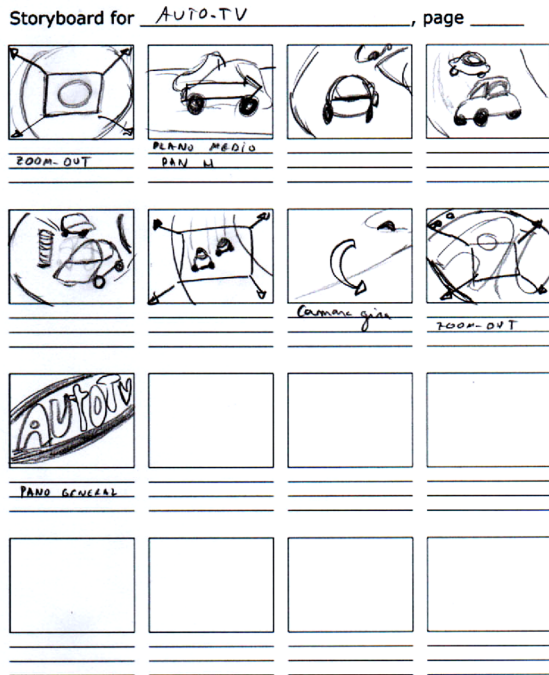 Storyboard for AUTO-TV, page
ZOOM-OUT
PLANO MEDIO
PAN H
Camara gira
ZOOM-OUT
AUTOTV
PANO GENERAL